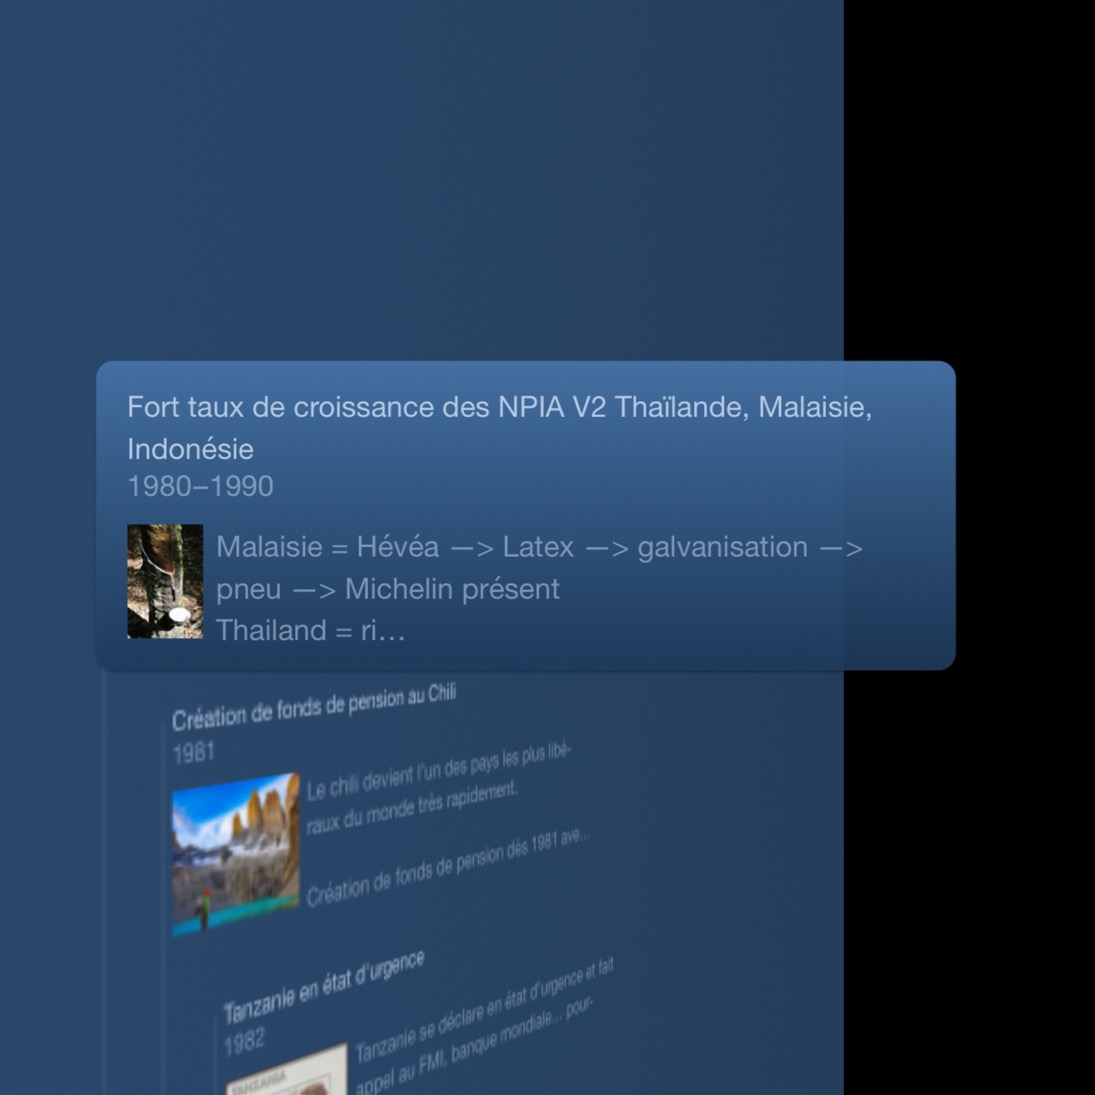 Fort taux de croissance des NPIA V2 Thaïlande, Malaisie,
Indonésie
1980–1990
Malaisie = Hévéa —> Latex —> galvanisation —>
pneu —> Michelin présent
Thailand = ri…
Création de fonds de pension au Chili
1981
Le chili devient l'un des pays les plus libé-
raux du monde très rapidement.
Création de fonds de pension dès 1981 ave...
Tanzanie en état d'urgence
1982
Tanzanie se déclare en état d'urgence et fait
appel au FMI, banque mondiale... pour-
TANZANIA